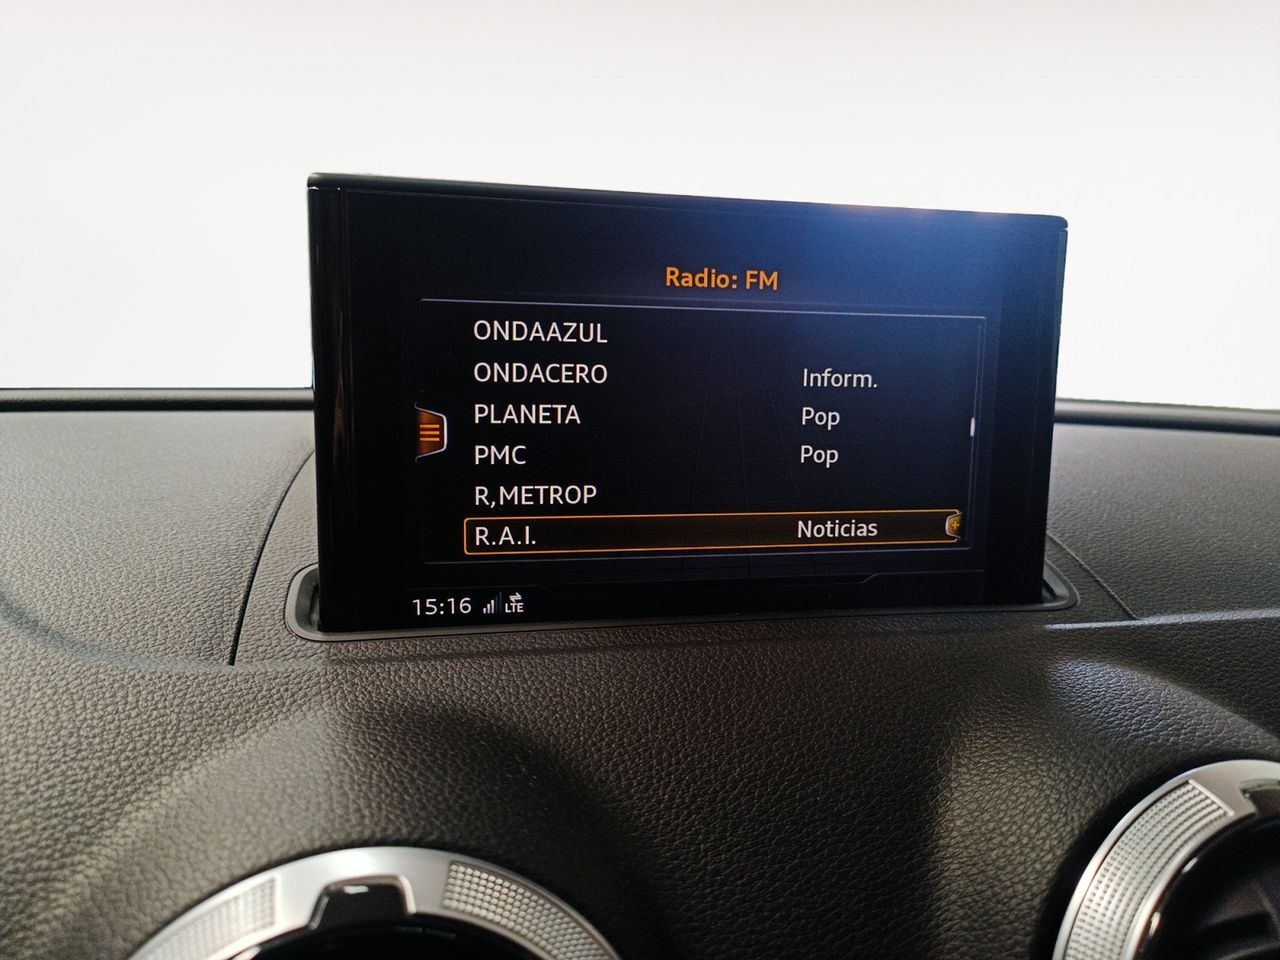 Radio: FM
ONDAAZUL
ONDACERO Inform.
PLANETA Pop
PMC Pop
R,METROP
R.A.I. Noticias
15:16 LTE